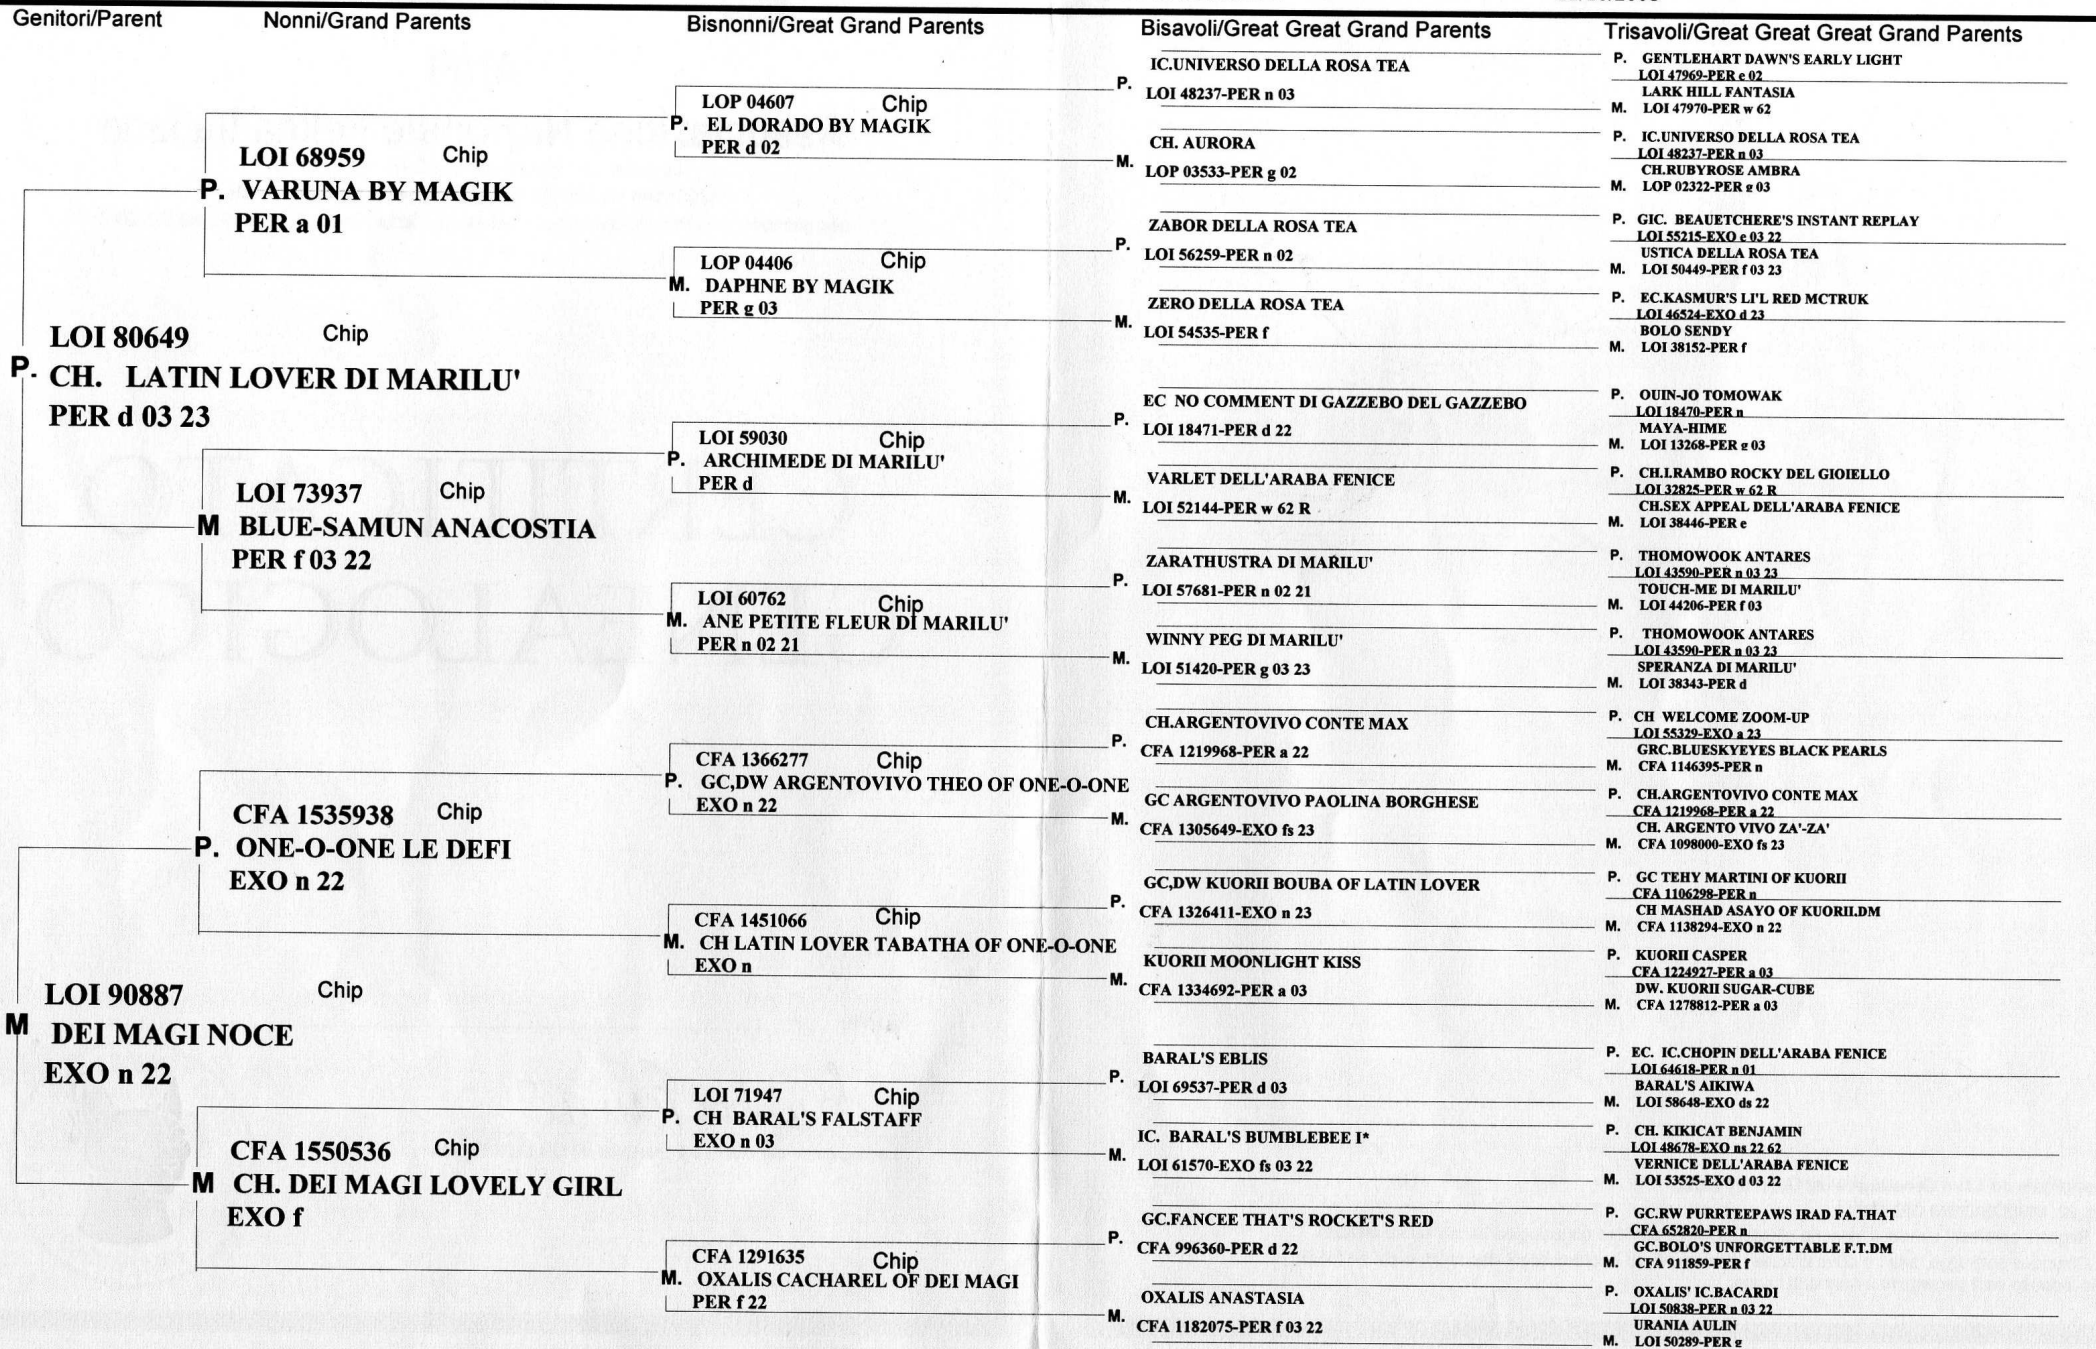 Genitori/Parent
Nonni/Grand Parents
Bisnonni/Great Grand Parents
Bisavoli/Great Great Grand Parents
Trisavoli/Great Great Great Grand Parents
LOI 80649 Chip
P. CH. LATIN LOVER DI MARILU'
PER d 03 23
LOI 90887 Chip
M DEI MAGI NOCE
EXO n 22
LOI 68959 Chip
P. VARUNA BY MAGIK
PER a 01
LOI 73937 Chip
M BLUE-SAMUN ANACOSTIA
PER f 03 22
CFA 1535938 Chip
P. ONE-O-ONE LE DEFI
EXO n 22
CFA 1550536 Chip
M CH. DEI MAGI LOVELY GIRL
EXO f
LOP 04607 Chip
P. EL DORADO BY MAGIK
PER d 02
LOP 04406 Chip
M. DAPHNE BY MAGIK
PER g 03
LOI 59030 Chip
P. ARCHIMEDE DI MARILU'
PER d
LOI 60762 Chip
M. ANE PETITE FLEUR DI MARILU'
PER n 02 21
CFA 1366277 Chip
P. GC,DW ARGENTOVIVO THEO OF ONE-O-ONE
EXO n 22
CFA 1451066 Chip
M. CH LATIN LOVER TABATHA OF ONE-O-ONE
EXO n
LOI 71947 Chip
P. CH BARAL'S FALSTAFF
EXO n 03
CFA 1291635 Chip
M. OXALIS CACHAREL OF DEI MAGI
PER f 22
IC.UNIVERSO DELLA ROSA TEA
P. LOI 48237-PER n 03
CH. AURORA
M. LOP 03533-PER g 02
ZABOR DELLA ROSA TEA
P. LOI 56259-PER n 02
ZERO DELLA ROSA TEA
M. LOI 54535-PER f
EC NO COMMENT DI GAZZEBO DEL GAZZEBO
P. LOI 18471-PER d 22
VARLET DELL'ARABA FENICE
M. LOI 52144-PER w 62 R
ZARATHUSTRA DI MARILU'
P. LOI 57681-PER n 02 21
WINNY PEG DI MARILU'
M. LOI 51420-PER g 03 23
CH.ARGENTOVIVO CONTE MAX
P. CFA 1219968-PER a 22
GC ARGENTOVIVO PAOLINA BORGHESE
M. CFA 1305649-EXO fs 23
GC,DW KUORII BOUBA OF LATIN LOVER
P. CFA 1326411-EXO n 23
KUORII MOONLIGHT KISS
M. CFA 1334692-PER a 03
BARAL'S EBLIS
P. LOI 69537-PER d 03
IC. BARAL'S BUMBLEBEE I*
M. LOI 61570-EXO fs 03 22
GC.FANCEE THAT'S ROCKET'S RED
P. CFA 996360-PER d 22
OXALIS ANASTASIA
M. CFA 1182075-PER f 03 22
P. GENTLEHART DAWN'S EARLY LIGHT
LOI 47969-PER e 02
LARK HILL FANTASIA
M. LOI 47970-PER w 62
P. IC.UNIVERSO DELLA ROSA TEA
LOI 48237-PER n 03
CH.RUBYROSE AMBRA
M. LOP 02322-PER g 03
P. GIC. BEAUETCHERE'S INSTANT REPLAY
LOI 55215-EXO e 03 22
USTICA DELLA ROSA TEA
M. LOI 50449-PER f 03 23
P. EC.KASMUR'S LI'L RED MCTRUK
LOI 46524-EXO d 23
BOLO SENDY
M. LOI 38152-PER f
P. OUIN-JO TOMOWAK
LOI 18470-PER n
MAYA-HIME
M. LOI 13268-PER g 03
P. CH.I.RAMBO ROCKY DEL GIOIELLO
LOI 32825-PER w 62 R
CH.SEX APPEAL DELL'ARABA FENICE
M. LOI 38446-PER e
P. THOMOWOOK ANTARES
LOI 43590-PER n 03 23
TOUCH-ME DI MARILU'
M. LOI 44206-PER f 03
P. THOMOWOOK ANTARES
LOI 43590-PER n 03 23
SPERANZA DI MARILU'
M. LOI 38343-PER d
P. CH WELCOME ZOOM-UP
LOI 55329-EXO a 23
GRC.BLUESKYEYES BLACK PEARLS
M. CFA 1146395-PER n
P. CH.ARGENTOVIVO CONTE MAX
CFA 1219968-PER a 22
CH. ARGENTO VIVO ZA'-ZA'
M. CFA 1098000-EXO fs 23
P. GC TEHY MARTINI OF KUORII
CFA 1106298-PER n
CH MASHAD ASAYO OF KUORII.DM
M. CFA 1138294-EXO n 22
P. KUORII CASPER
CFA 1224927-PER a 03
DW. KUORII SUGAR-CUBE
M. CFA 1278812-PER a 03
P. EC. IC.CHOPIN DELL'ARABA FENICE
LOI 64618-PER n 01
BARAL'S AIKIWA
M. LOI 58648-EXO ds 22
P. CH. KIKICAT BENJAMIN
LOI 48678-EXO ns 22 62
VERNICE DELL'ARABA FENICE
M. LOI 53525-EXO d 03 22
P. GC.RW PURRTEEPAWS IRAD FA.THAT
CFA 652820-PER n
GC.BOLO'S UNFORGETTABLE F.T.DM
M. CFA 911859-PER f
P. OXALIS' IC.BACARDI
LOI 50838-PER n 03 22
URANIA AULIN
M. LOI 50289-PER g